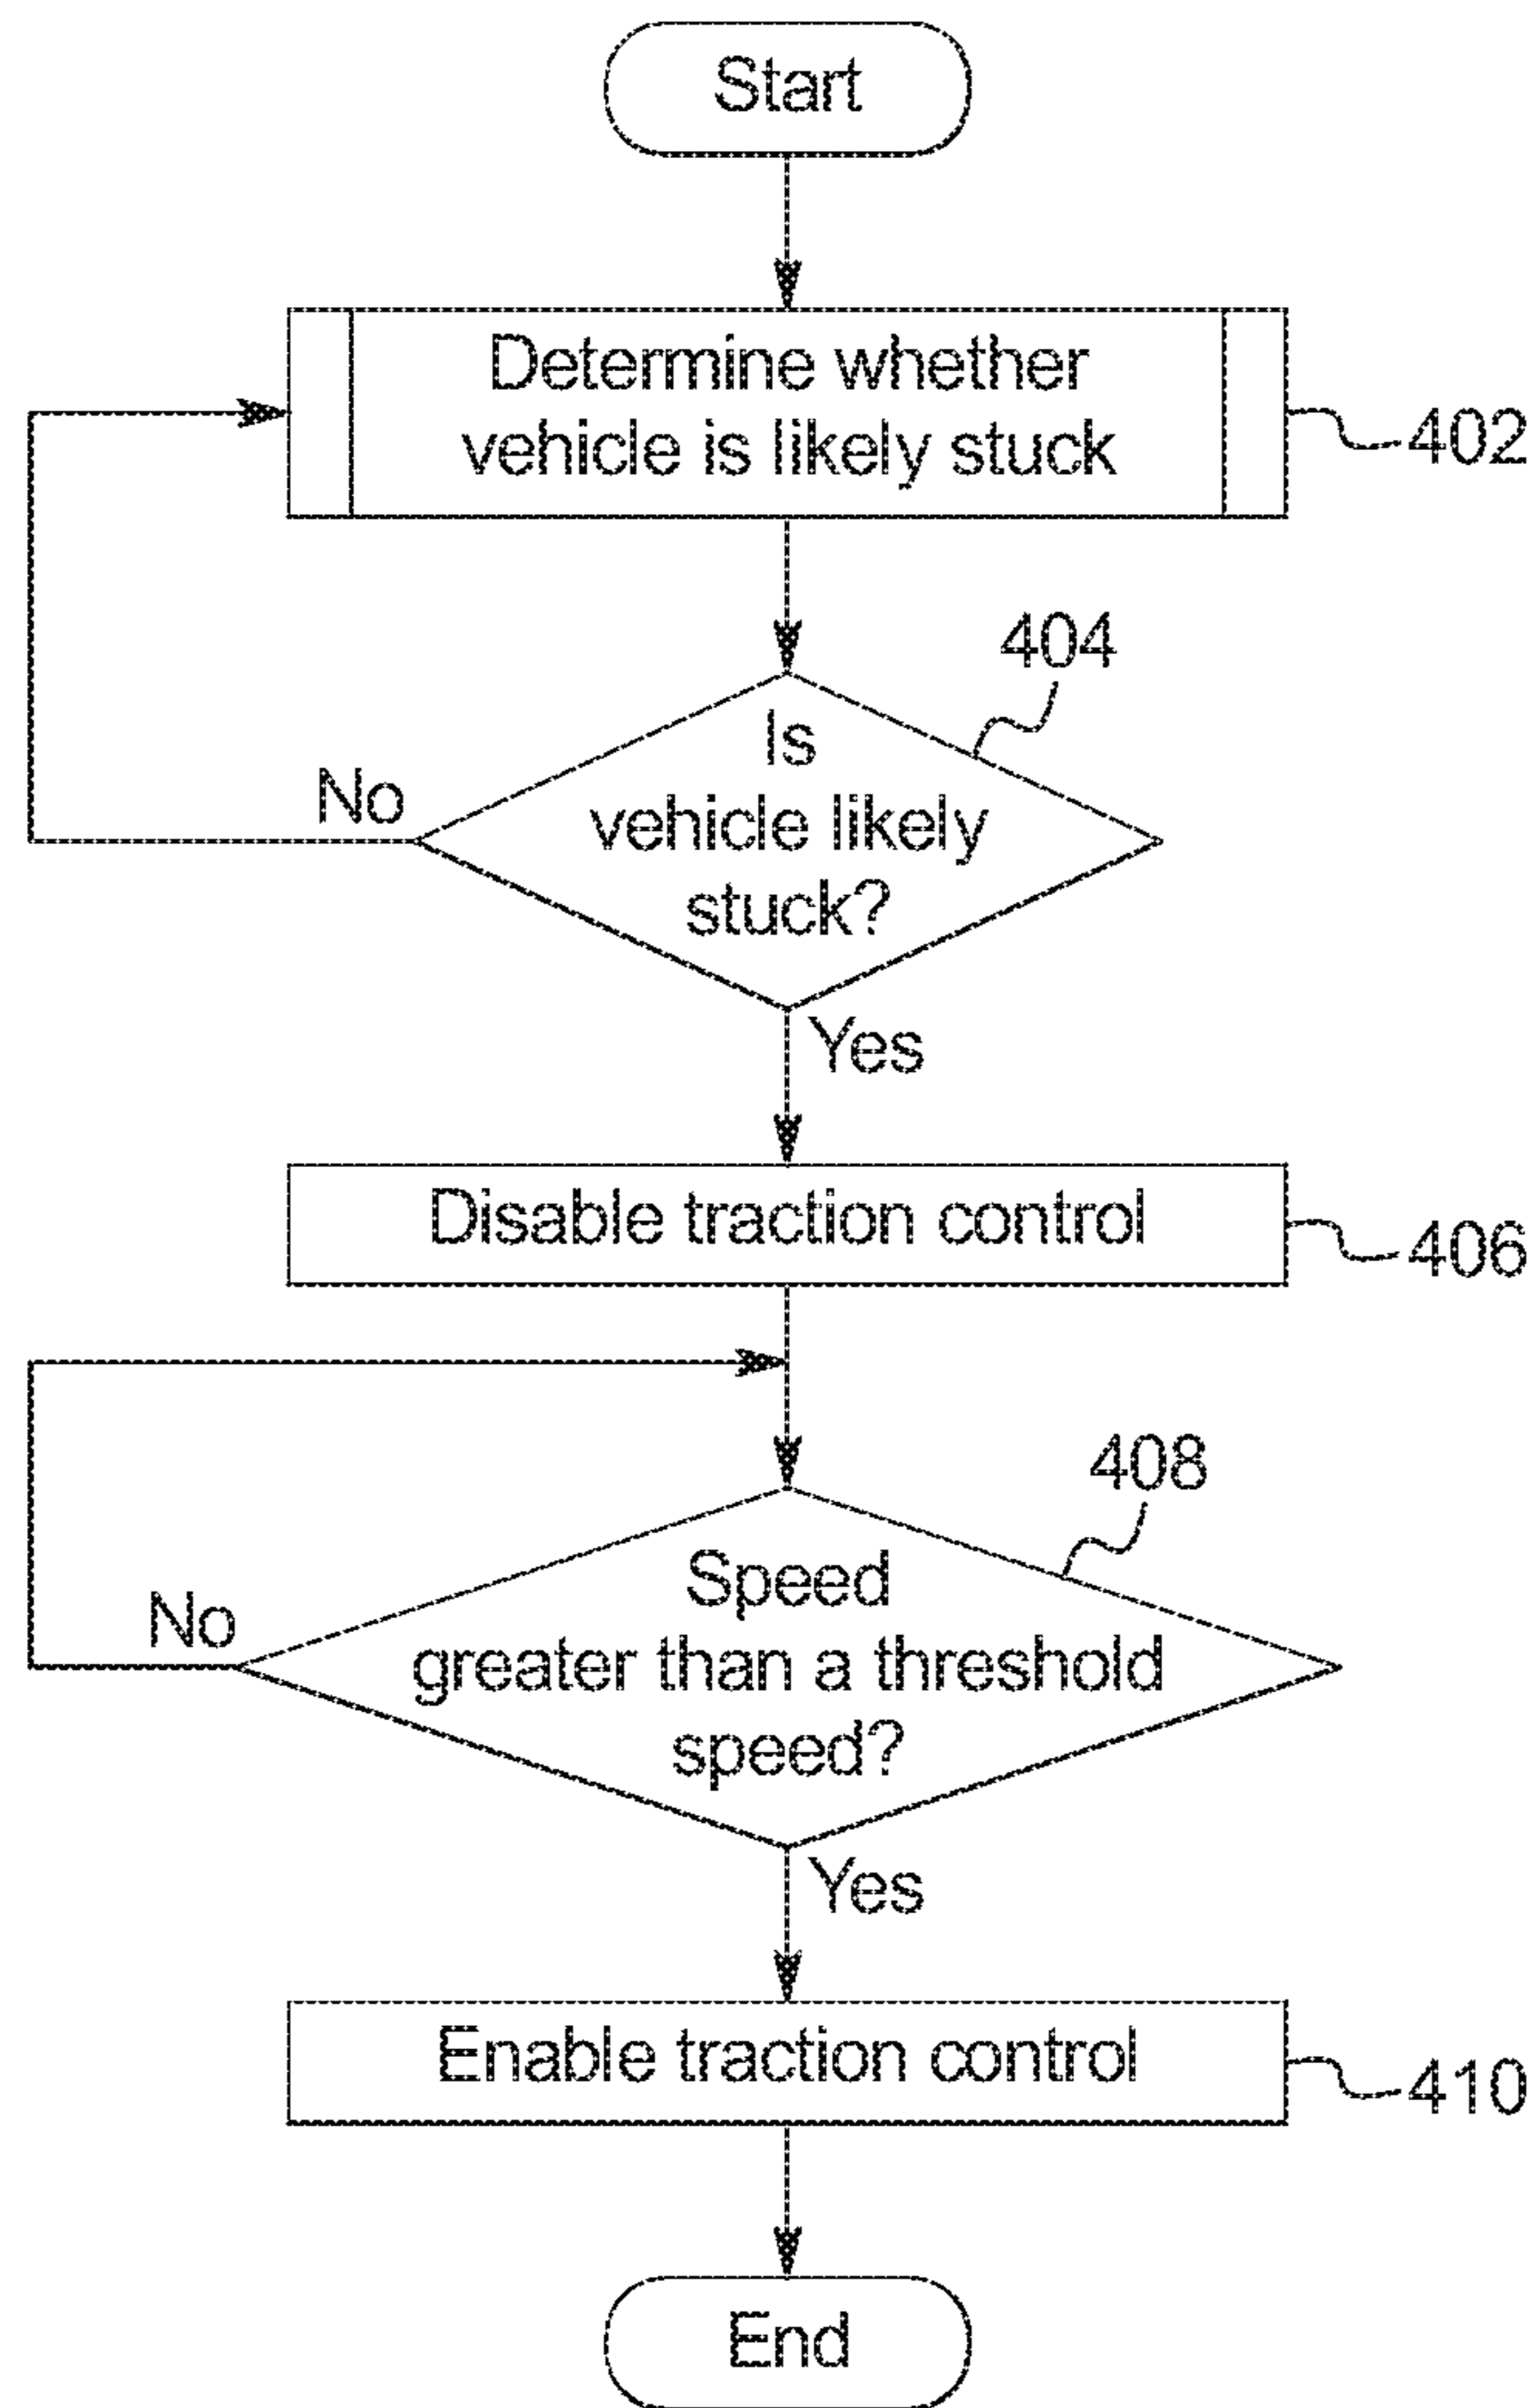 Start
Determine whether
vehicle is likely stuck
402
404
Is
vehicle likely
stuck?
No
Yes
Disable traction control
406
408
Speed
greater than a threshold
speed?
No
Yes
Enable traction control
410
End